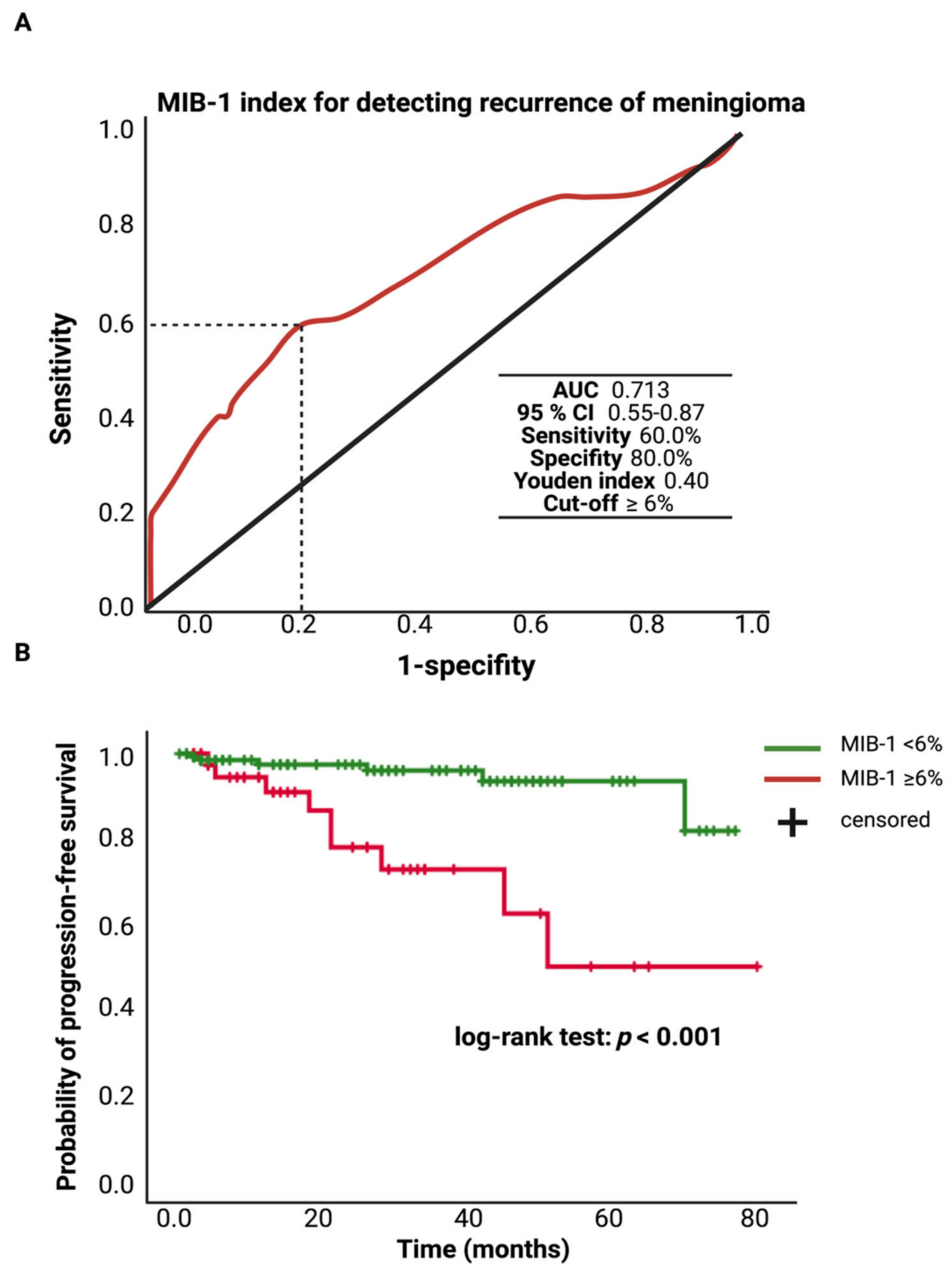 A
MIB-1 index for detecting recurrence of meningioma
1.0
0.8
0.6
0.4
0.2
0.0
Sensitivity
AUC 0.713
95 % CI 0.55-0.87
Sensitivity 60.0%
Specifity 80.0%
Youden index 0.40
Cut-off ≥ 6%
0.0 0.2 0.4 0.6 0.8 1.0
1-specifity
B
1.0
0.8
0.6
0.4
0.2
0.0
Probability of progression-free survival
MIB-1 <6%
MIB-1 ≥6%
censored
log-rank test: p < 0.001
0.0 20 40 60 80
Time (months)